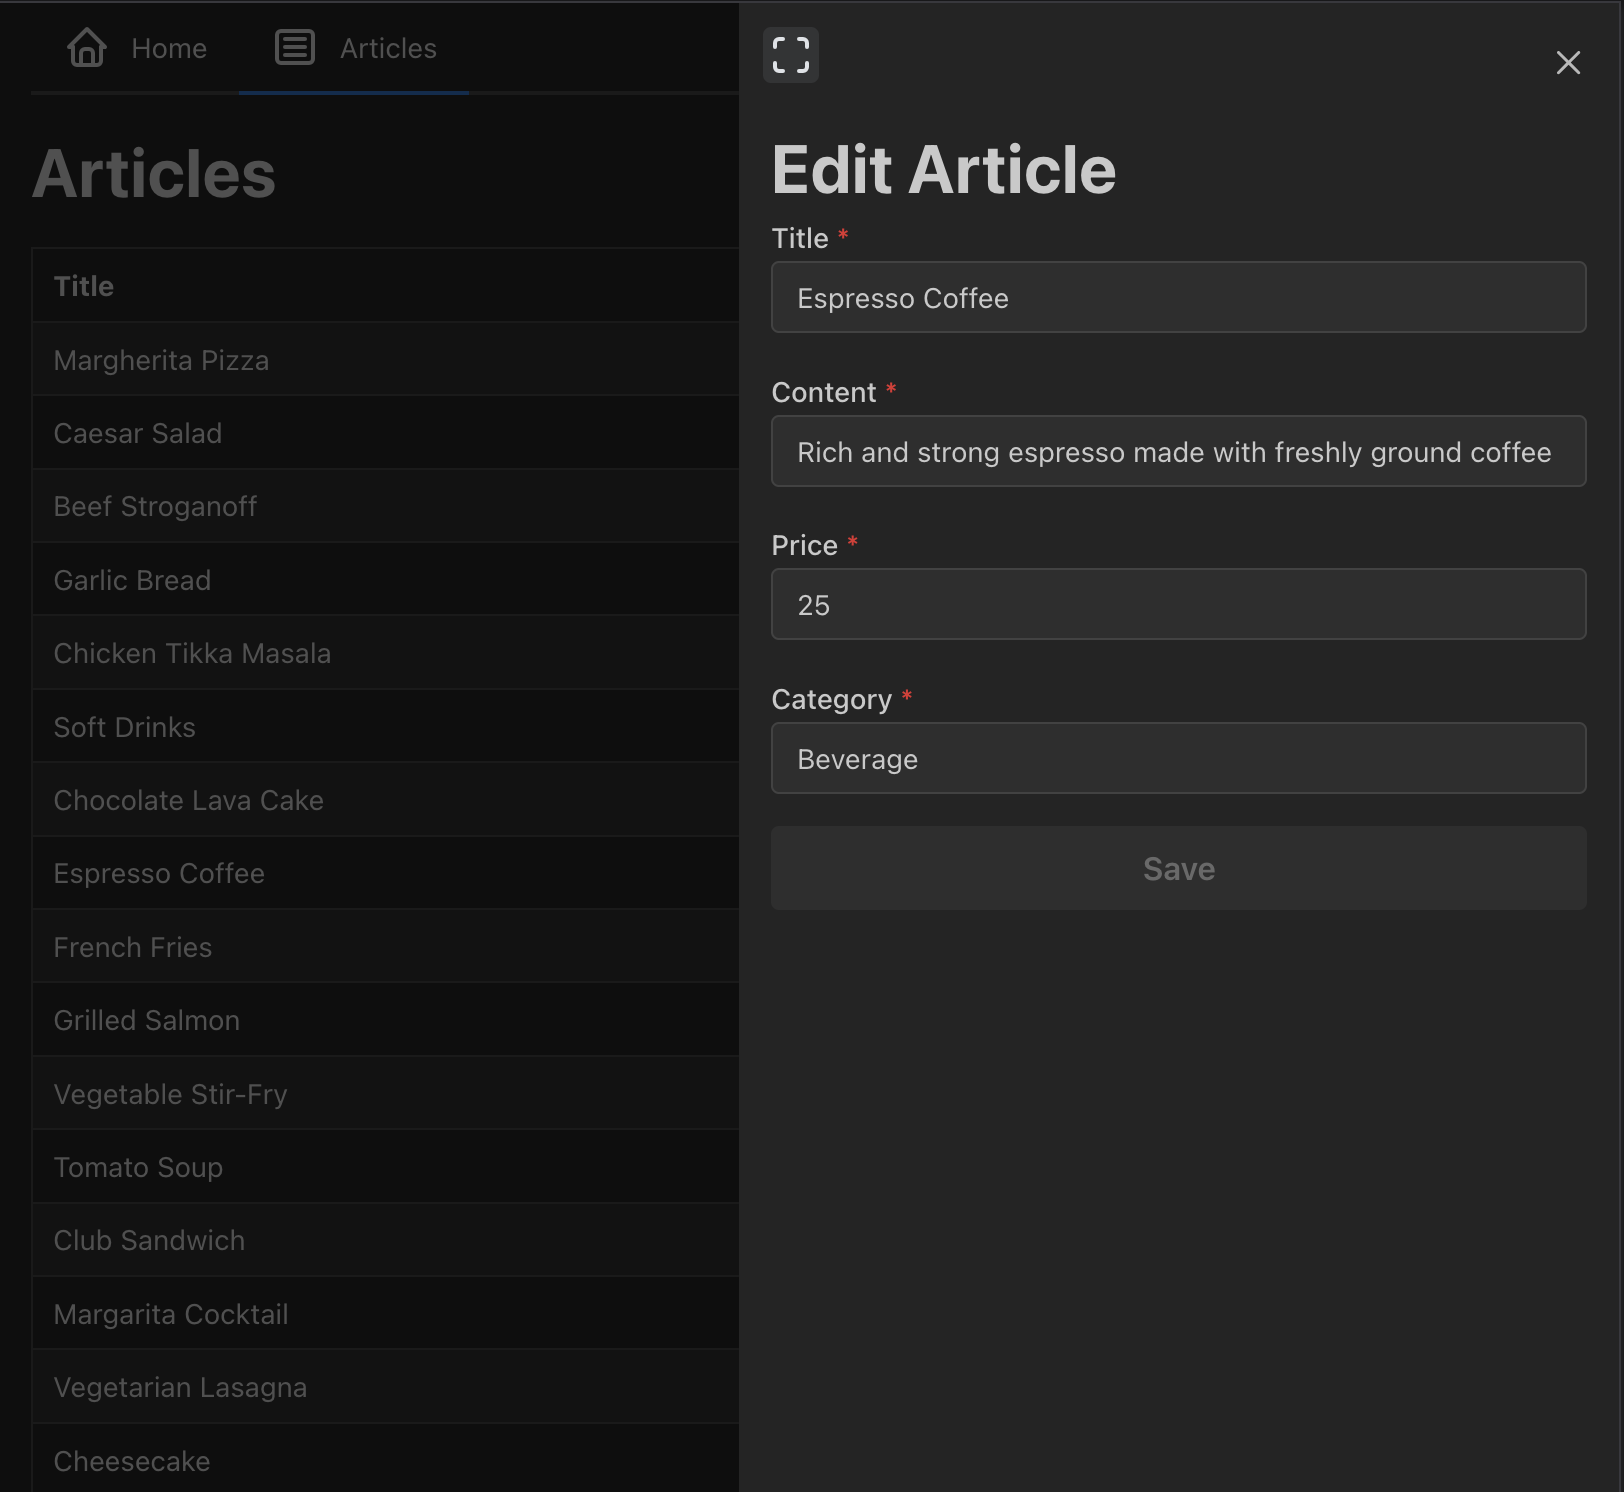 Home
Articles
Articles
Title
Margherita Pizza
Caesar Salad
Beef Stroganoff
Garlic Bread
Chicken Tikka Masala
Soft Drinks
Chocolate Lava Cake
Espresso Coffee
French Fries
Grilled Salmon
Vegetable Stir-Fry
Tomato Soup
Club Sandwich
Margarita Cocktail
Vegetarian Lasagna
Cheesecake
Edit Article
Title *
Espresso Coffee
Content *
Rich and strong espresso made with freshly ground coffee
Price *
25
Category *
Beverage
Save